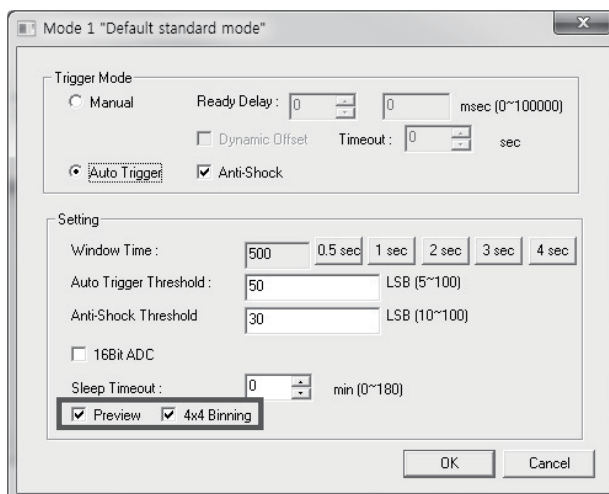 Mode 1 "Default standard mode"
x
Trigger Mode
Manual Ready Delay : 0 0 msec (0~100000)
Dynamic Offset Timeout : 0 sec
Auto Trigger Anti-Shock
Setting
Window Time : 500 0.5 sec 1 sec 2 sec 3 sec 4 sec
Auto Trigger Threshold : 50 LSB (5~100)
Anti-Shock Threshold 30 LSB (10~100)
16Bit ADC
Sleep Timeout : 0 min (0~180)
Preview 4x4 Binning
OK Cancel